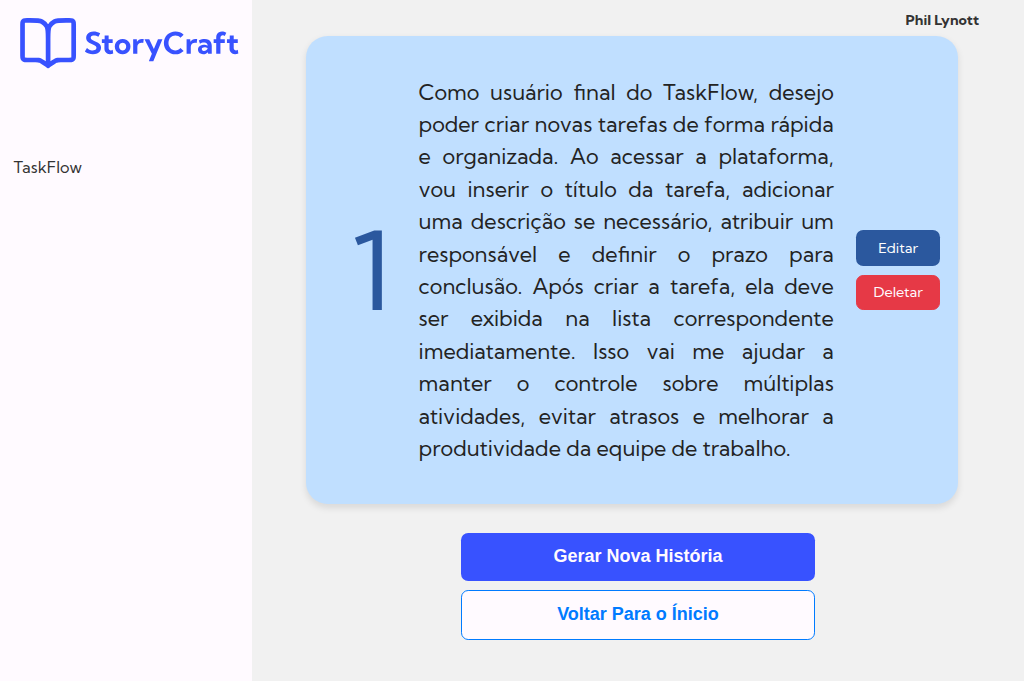 StoryCraft
Phil Lynott
TaskFlow
1
Como usuário final do TaskFlow, desejo
poder criar novas tarefas de forma rápida
e organizada. Ao acessar a plataforma,
vou inserir o título da tarefa, adicionar
uma descrição se necessário, atribuir um
responsável e definir o prazo para
conclusão. Após criar a tarefa, ela deve
ser exibida na lista correspondente
imediatamente. Isso vai me ajudar a
manter o controle sobre múltiplas
atividades, evitar atrasos e melhorar a
produtividade da equipe de trabalho.
Editar
Deletar
Gerar Nova História
Voltar Para o Ínicio